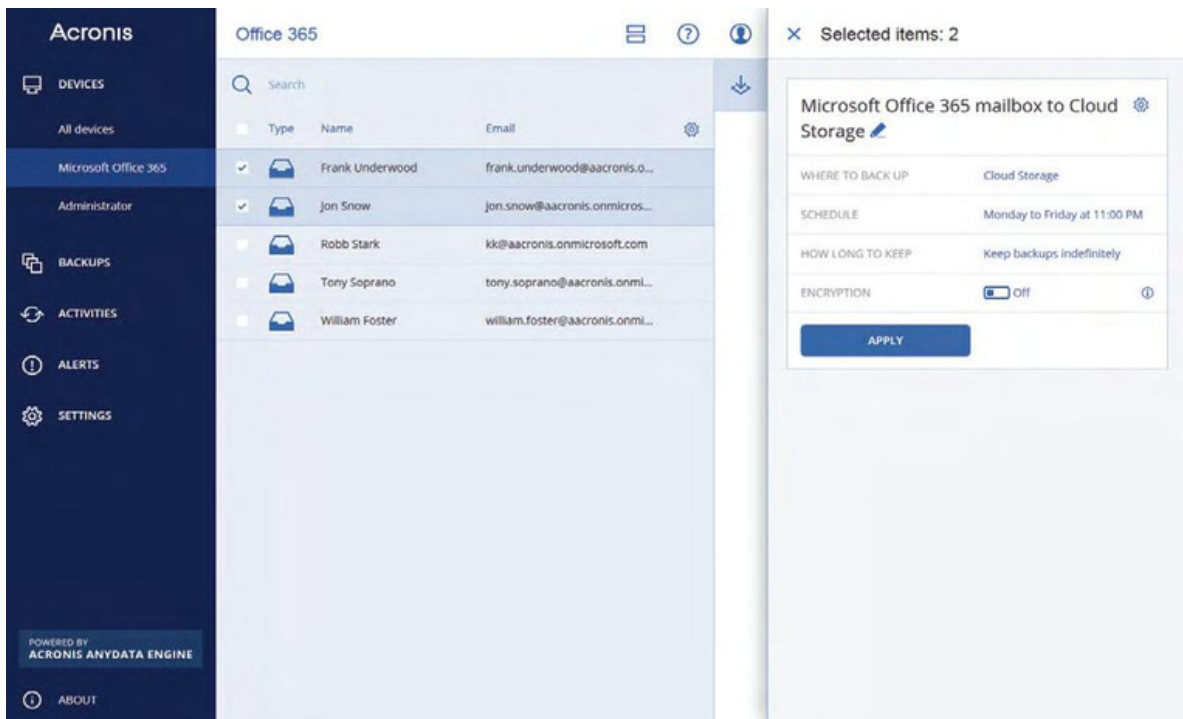 Acronis
DEVICES
All devices
Microsoft Office 365
Administrator
BACKUPS
ACTIVITIES
ALERTS
SETTINGS
POWERED BY
ACRONIS ANYDATA ENGINE
ABOUT
Office 365
Search
Type Name Email
Frank Underwood frank.underwood@aacronis.o...
Jon Snow jon.snow@aacronis.onmicros...
Robb Stark kk@aacronis.onmicrosoft.com
Tony Soprano tony.soprano@aacronis.onmi...
William Foster william.foster@aacronis.onmi...
Selected items: 2
Microsoft Office 365 mailbox to Cloud
Storage
WHERE TO BACK UP Cloud Storage
SCHEDULE Monday to Friday at 11:00 PM
HOW LONG TO KEEP Keep backups indefinitely
ENCRYPTION Off
APPLY